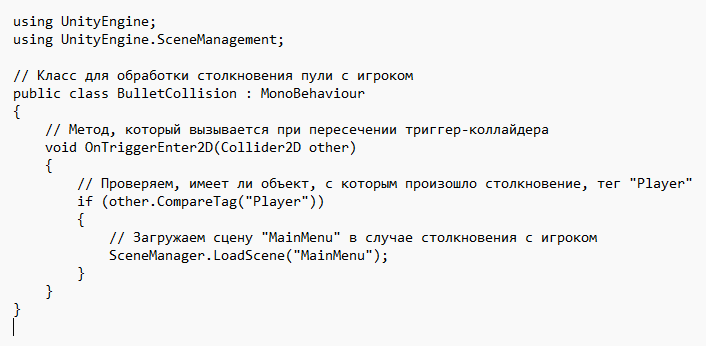 using UnityEngine;
using UnityEngine.SceneManagement;

// Класс для обработки столкновения пули с игроком
public class BulletCollision : MonoBehaviour
{
    // Метод, который вызывается при пересечении триггер-коллайдера
    void OnTriggerEnter2D(Collider2D other)
    {
        // Проверяем, имеет ли объект, с которым произошло столкновение, тег "Player"
        if (other.CompareTag("Player"))
        {
            // Загружаем сцену "MainMenu" в случае столкновения с игроком
            SceneManager.LoadScene("MainMenu");
        }
    }
}